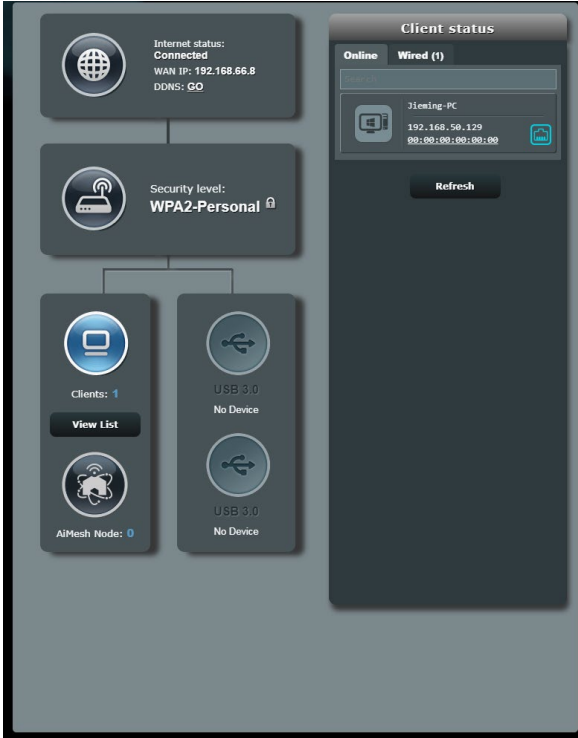 Internet status:
Connected
WAN IP: 192.168.66.8
DDNS: GO
Security level:
WPA2-Personal
Clients: 1
View List
AiMesh Node: 0
USB 3.0
No Device
USB 3.0
No Device
Client status
Online Wired (1)
Search
Jieming-PC
192.168.50.129
00:00:00:00:00:00
Refresh